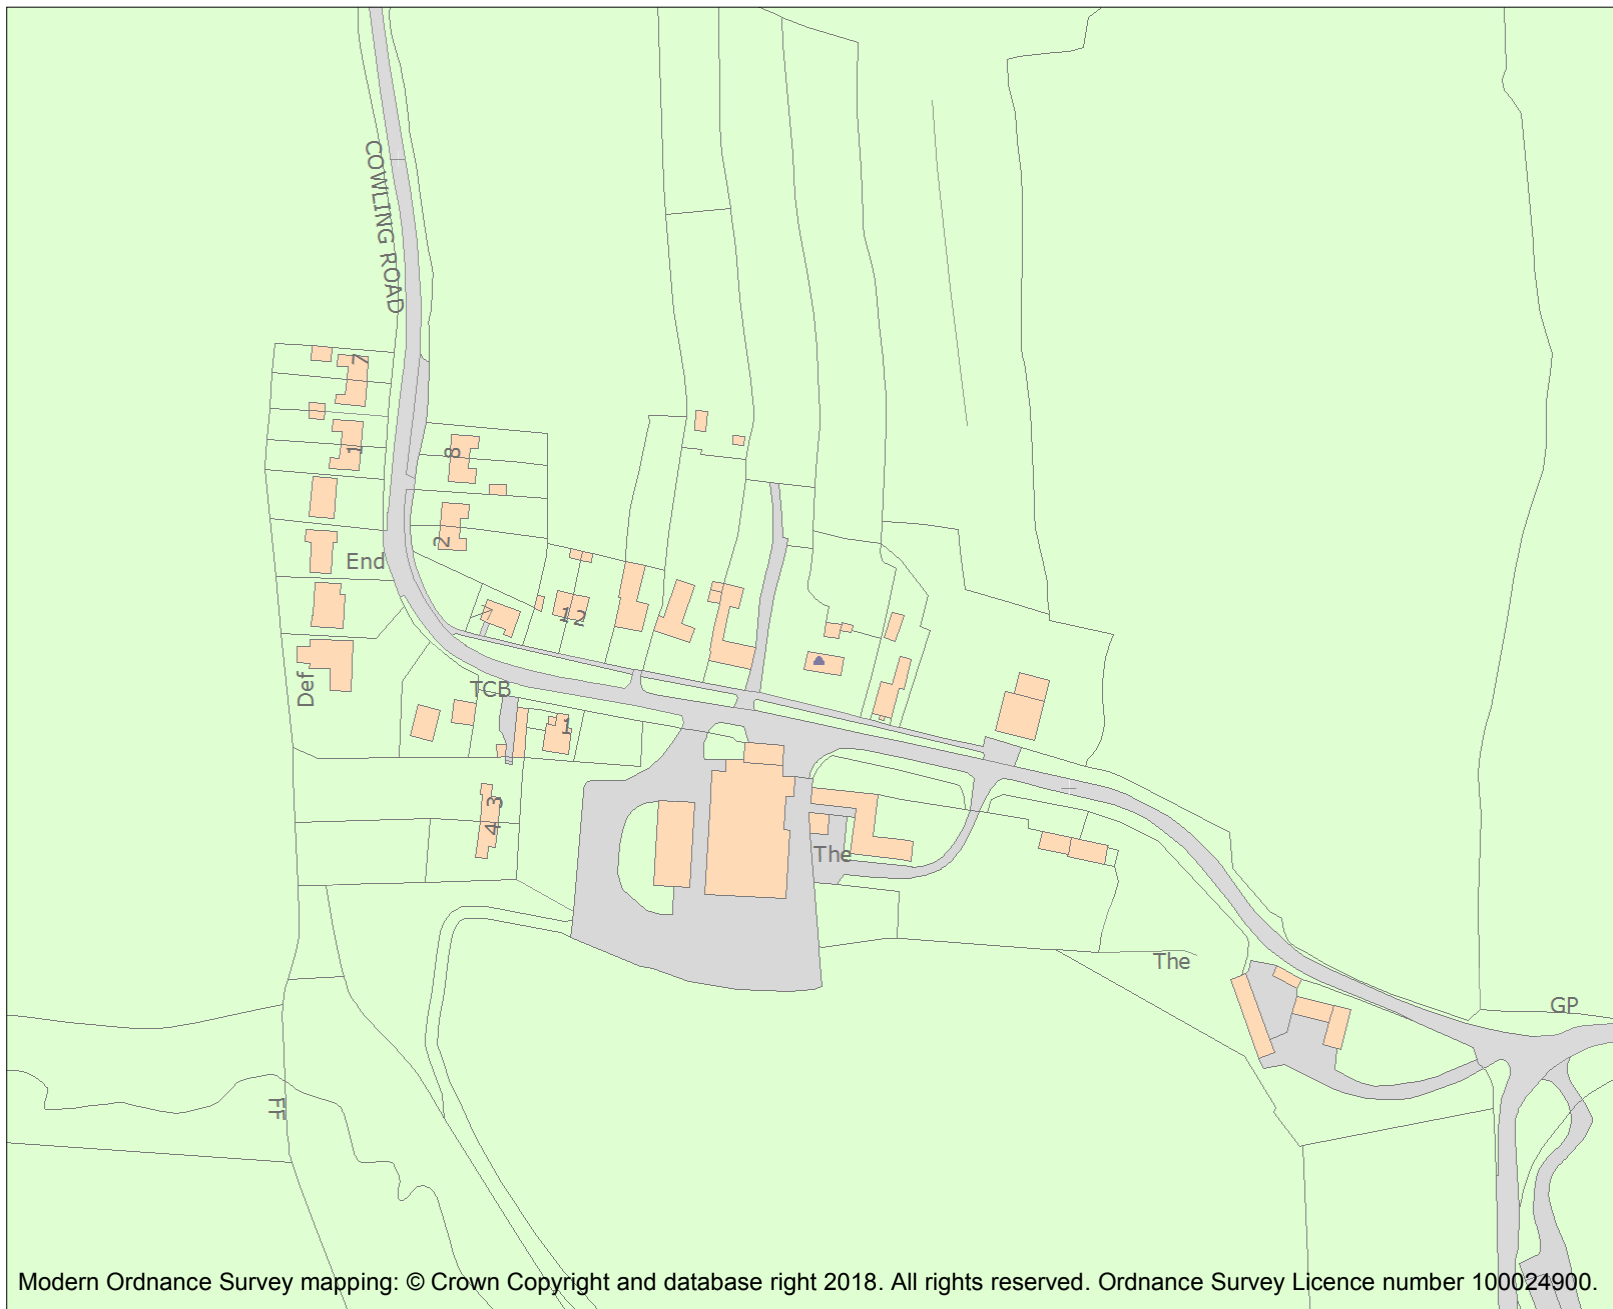 COWLING ROAD
7
1
8
2
End
12
Def
TCB
1
3
4
The
The
GP
FF
Modern Ordnance Survey mapping: © Crown Copyright and database right 2018. All rights reserved. Ordnance Survey Licence number 100024900.